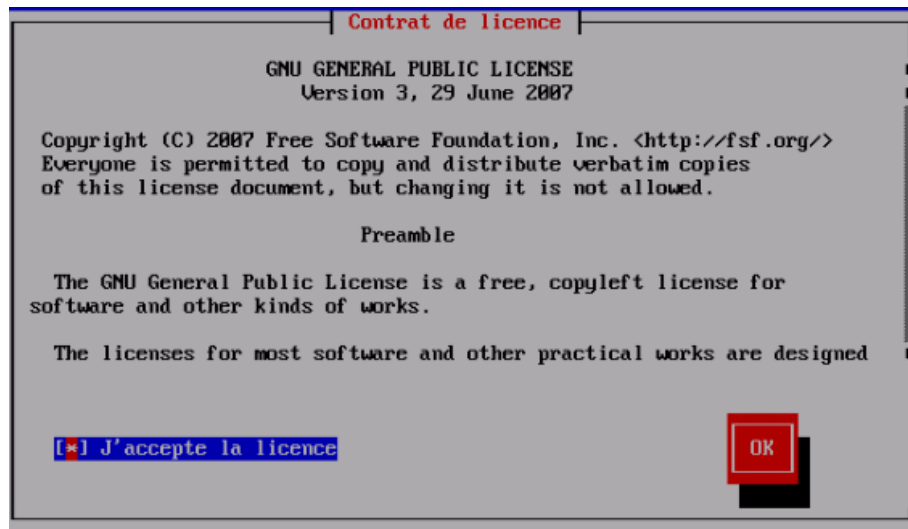 Contrat de licence
GNU GENERAL PUBLIC LICENSE
Version 3, 29 June 2007
Copyright (C) 2007 Free Software Foundation, Inc. <http://fsf.org/>
Everyone is permitted to copy and distribute verbatim copies
of this license document, but changing it is not allowed.
Preamble
The GNU General Public License is a free, copyleft license for
software and other kinds of works.
The licenses for most software and other practical works are designed
[*] J'accepte la licence
OK